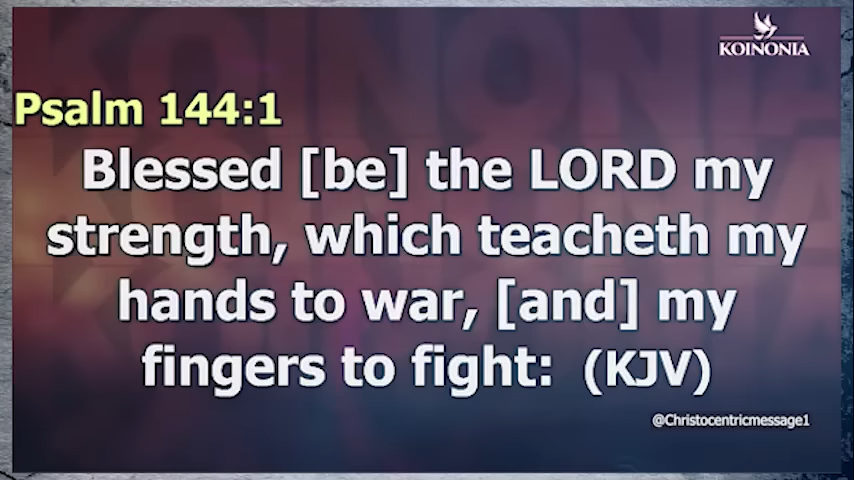 KOINONIA
Psalm 144:1
Blessed [be] the LORD my
strength, which teacheth my
hands to war, [and] my
fingers to fight: (KJV)
@Christocentricmessage1